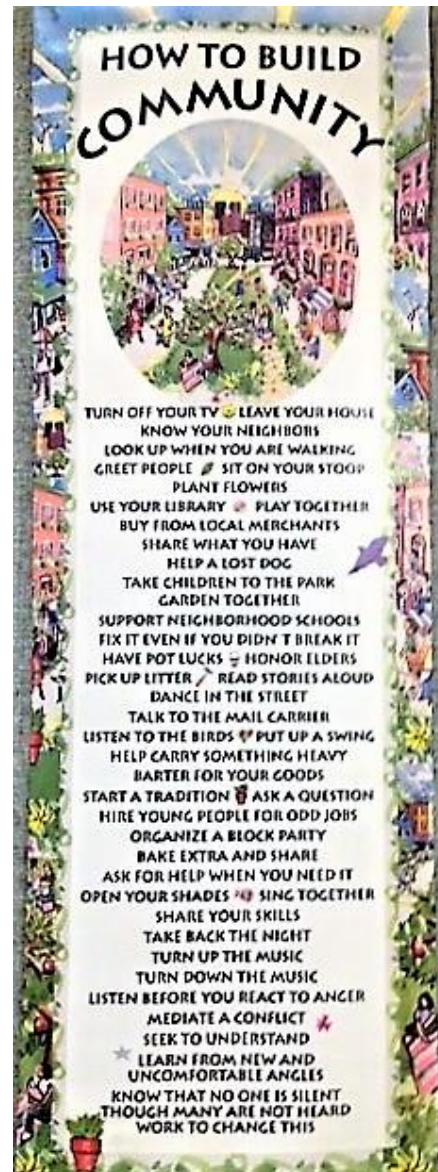 HOW TO BUILD
COMMUNITY
TURN OFF YOUR TV LEAVE YOUR HOUSE
KNOW YOUR NEIGHBORS
LOOK UP WHEN YOU ARE WALKING
GREET PEOPLE SIT ON YOUR STOOP
PLANT FLOWERS
USE YOUR LIBRARY PLAY TOGETHER
BUY FROM LOCAL MERCHANTS
SHARE WHAT YOU HAVE
HELP A LOST DOG
TAKE CHILDREN TO THE PARK
GARDEN TOGETHER
SUPPORT NEIGHBORHOOD SCHOOLS
FIX IT EVEN IF YOU DIDN'T BREAK IT
HAVE POT LUCKS HONOR ELDERS
PICK UP LITTER READ STORIES ALOUD
DANCE IN THE STREET
TALK TO THE MAIL CARRIER
LISTEN TO THE BIRDS PUT UP A SWING
HELP CARRY SOMETHING HEAVY
BARTER FOR YOUR GOODS
START A TRADITION ASK A QUESTION
HIRE YOUNG PEOPLE FOR ODD JOBS
ORGANIZE A BLOCK PARTY
BAKE EXTRA AND SHARE
ASK FOR HELP WHEN YOU NEED IT
OPEN YOUR SHADES SING TOGETHER
SHARE YOUR SKILLS
TAKE BACK THE NIGHT
TURN UP THE MUSIC
TURN DOWN THE MUSIC
LISTEN BEFORE YOU REACT TO ANGER
MEDIATE A CONFLICT
SEEK TO UNDERSTAND
LEARN FROM NEW AND
UNCOMFORTABLE ANGLES
KNOW THAT NO ONE IS SILENT
THOUGH MANY ARE NOT HEARD
WORK TO CHANGE THIS